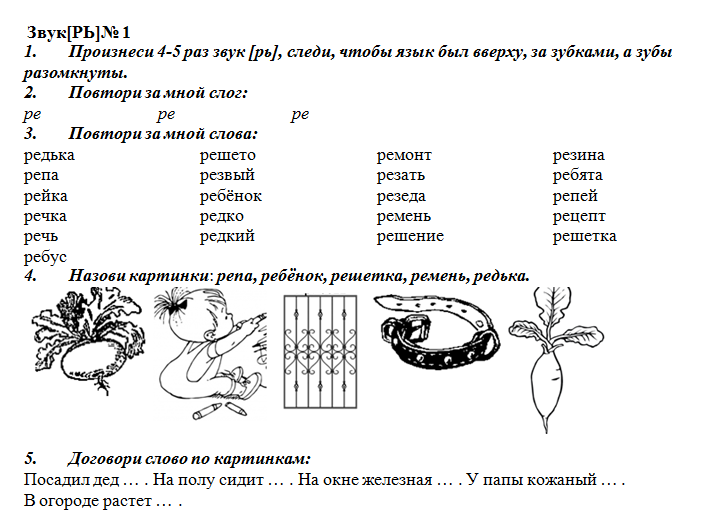 Звук[РЬ]№ 1
1. Произнеси 4-5 раз звук [рь], следи, чтобы язык был вверху, за зубками, а зубы
разомкнуты.
2. Повтори за мной слог:
ре ре ре
3. Повтори за мной слова:
редька решето ремонт резина
репа резвый резать ребята
рейка ребёнок резеда репей
речка редко ремень рецепт
речь редкий решение решетка
ребус
4. Назови картинки: репа, ребёнок, решетка, ремень, редька.
5. Договори слово по картинкам:
Посадил дед … . На полу сидит … . На окне железная … . У папы кожаный … .
В огороде растет … .